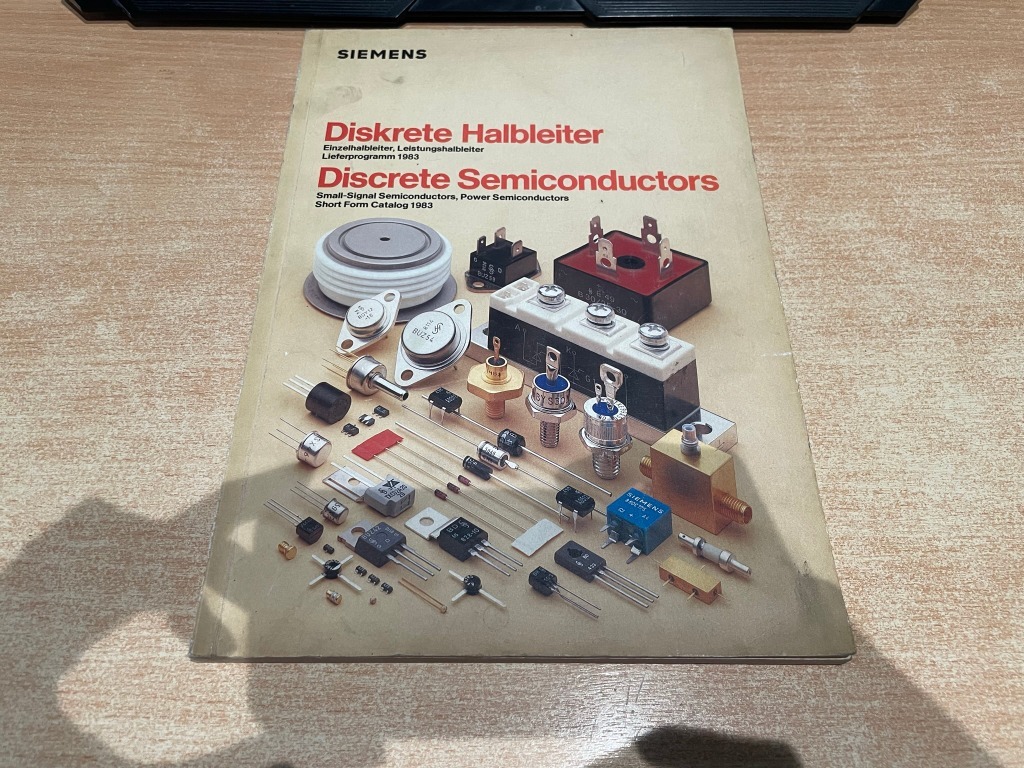 SIEMENS
Diskrete Halbleiter
Einzelhalbleiter, Leistungshalbleiter
Lieferprogramm 1983
Discrete Semiconductors
Small-Signal Semiconductors, Power Semiconductors
Short Form Catalog 1983
BUZ54
SIEMENS